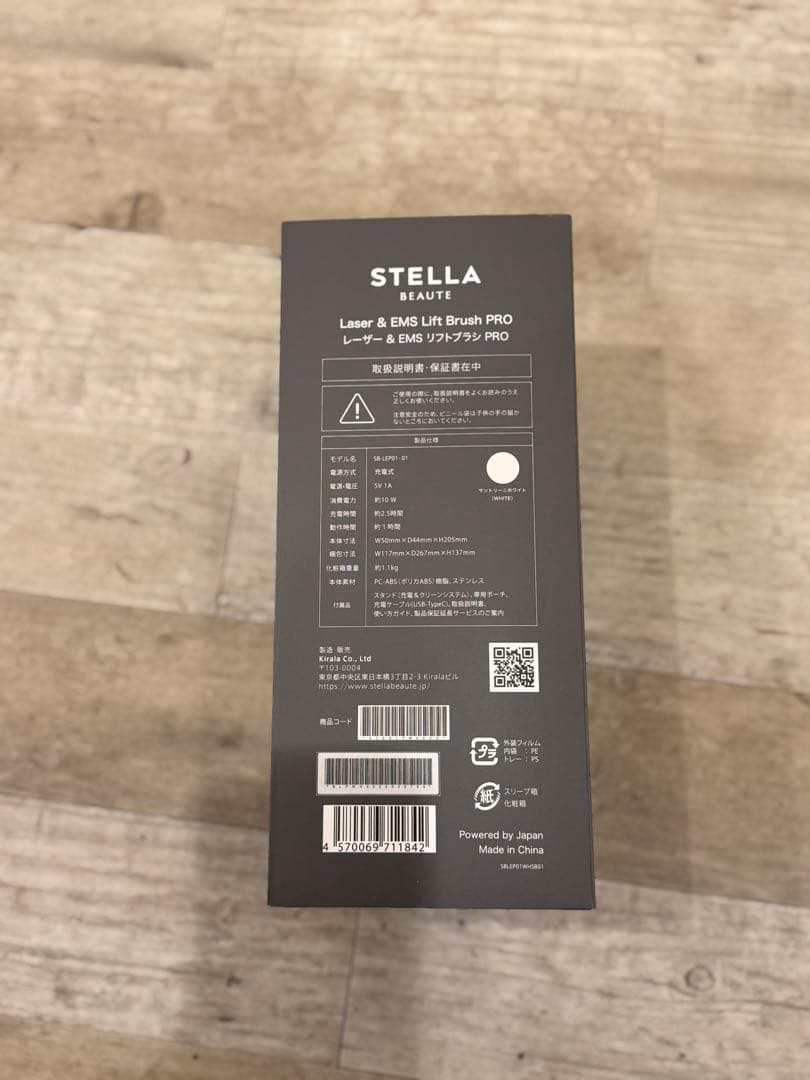 STELLA
BEAUTE
Laser & EMS Lift Brush PRO
レーザー & EMS リフトブラシ PRO
取扱説明書・保証書在中
ご使用の際に、取扱説明書をよくお読みのうえ
正しくお使いください。
注意安全のため、ビニール袋は子供の手の届か
ないところにおいてください。
製品仕様
モデル名 SB-LEP01-01
電源方式 充電式
電源・電圧 5V 1A
消費電力 約10 W
充電時間 約2.5時間
動作時間 約1時間
本体寸法 W50mm×D44mm×H205mm
梱包寸法 W117mm×D267mm×H137mm
化粧箱重量 約1.1kg
本体素材 PC-ABS（ポリカABS）樹脂、ステンレス
付属品 スタンド（充電&クリーンシステム）、専用ポーチ、
充電ケーブル(USB-TypeC)、取扱説明書、
使い方ガイド、製品保証延長サービスのご案内
サントリーニホワイト
(WHITE)
製造 販売
Kirala Co., Ltd
〒103-0004
東京都中央区東日本橋3丁目2-3 Kiralaビル
https://www.stellabeaute.jp/
商品コード
4 570069 711842
プラ
外装フィルム
内袋 : PE
トレー : PS
紙
スリーブ箱
化粧箱
Powered by Japan
Made in China
SBLEP01WHSB01